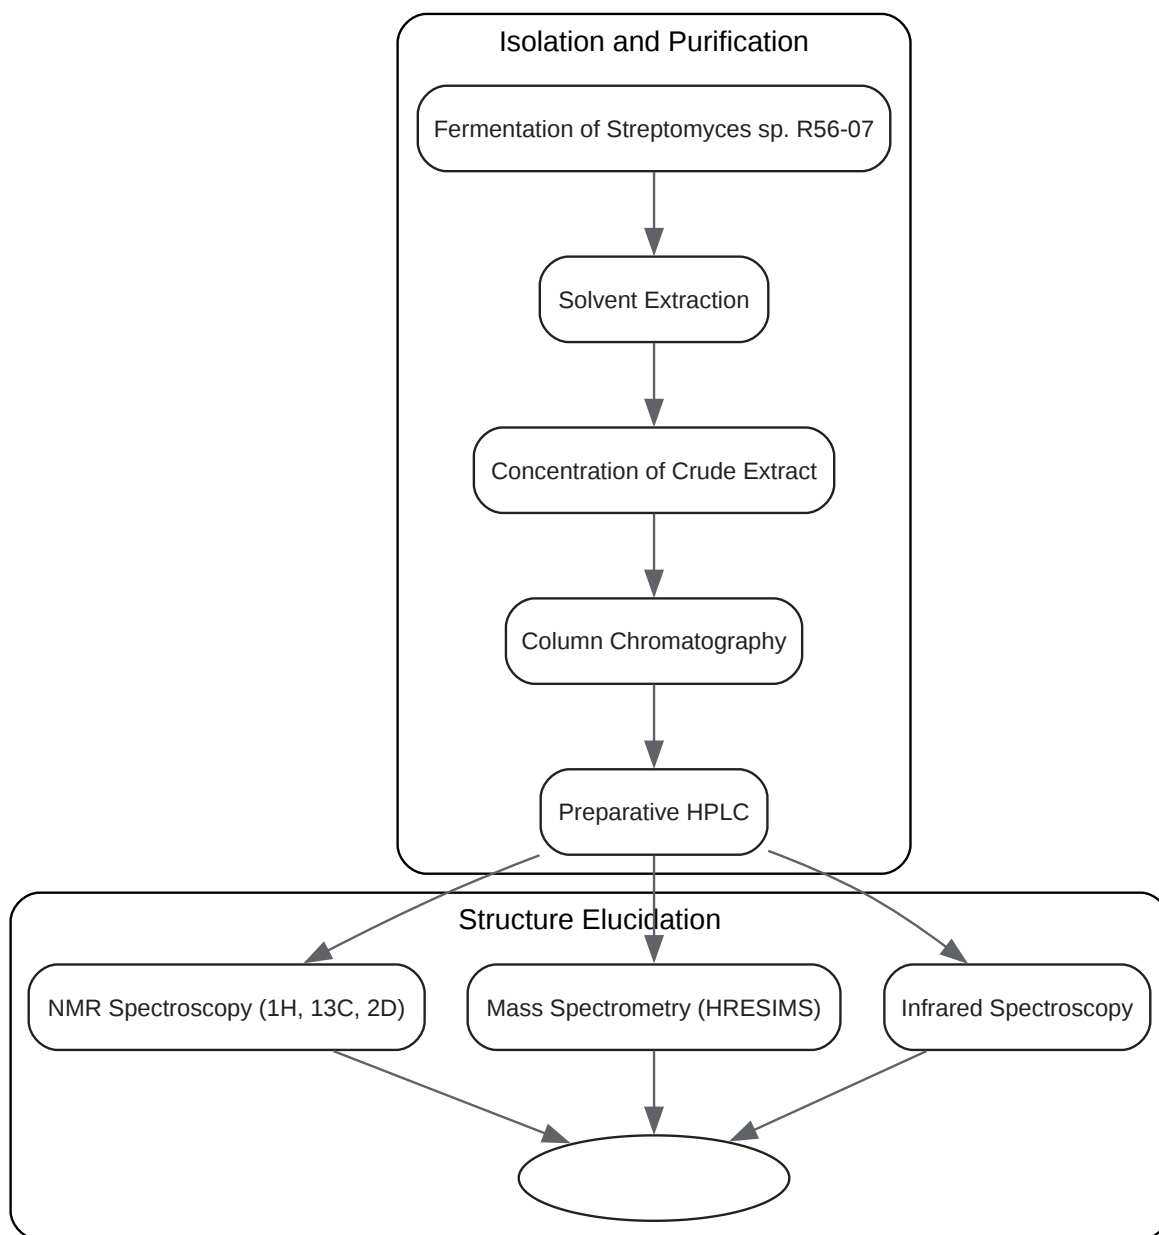 Isolation and Purification
Fermentation of Streptomyces sp. R56-07
Solvent Extraction
Concentration of Crude Extract
Column Chromatography
Preparative HPLC
Structure Elucidation
NMR Spectroscopy (1H, 13C, 2D)
Mass Spectrometry (HRESIMS)
Infrared Spectroscopy